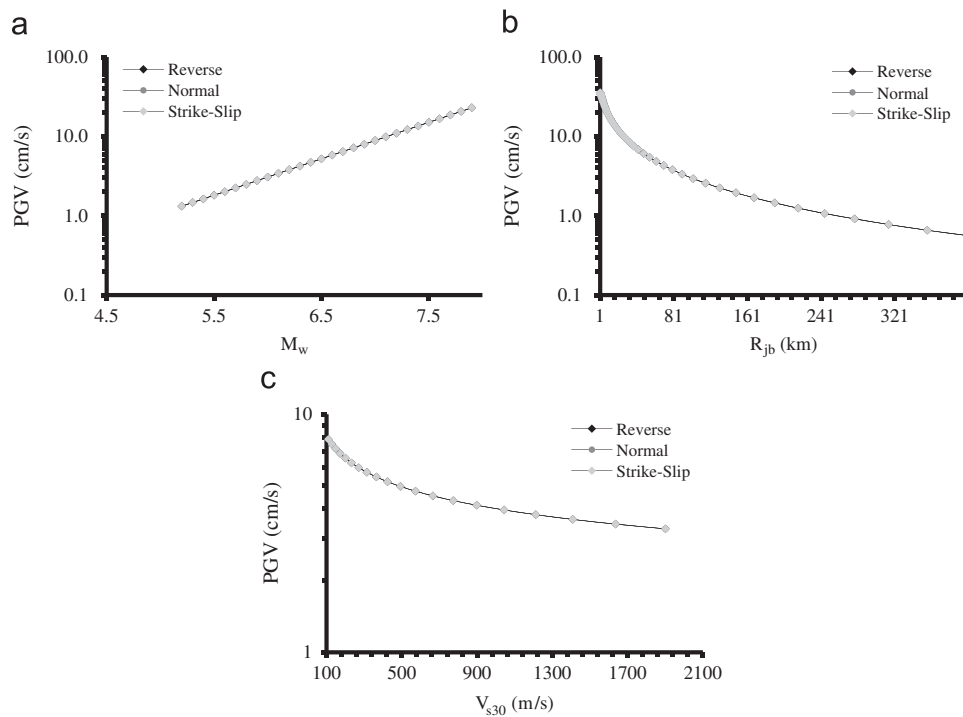 a
100.0
10.0
1.0
0.1
PGV (cm/s)
Reverse
Normal
Strike-Slip
4.5 5.5 6.5 7.5
Mw
b
100.0
10.0
1.0
0.1
PGV (cm/s)
Reverse
Normal
Strike-Slip
1 81 161 241 321
Rjb (km)
c
10
1
PGV (cm/s)
Reverse
Normal
Strike-Slip
100 500 900 1300 1700 2100
Vs30 (m/s)